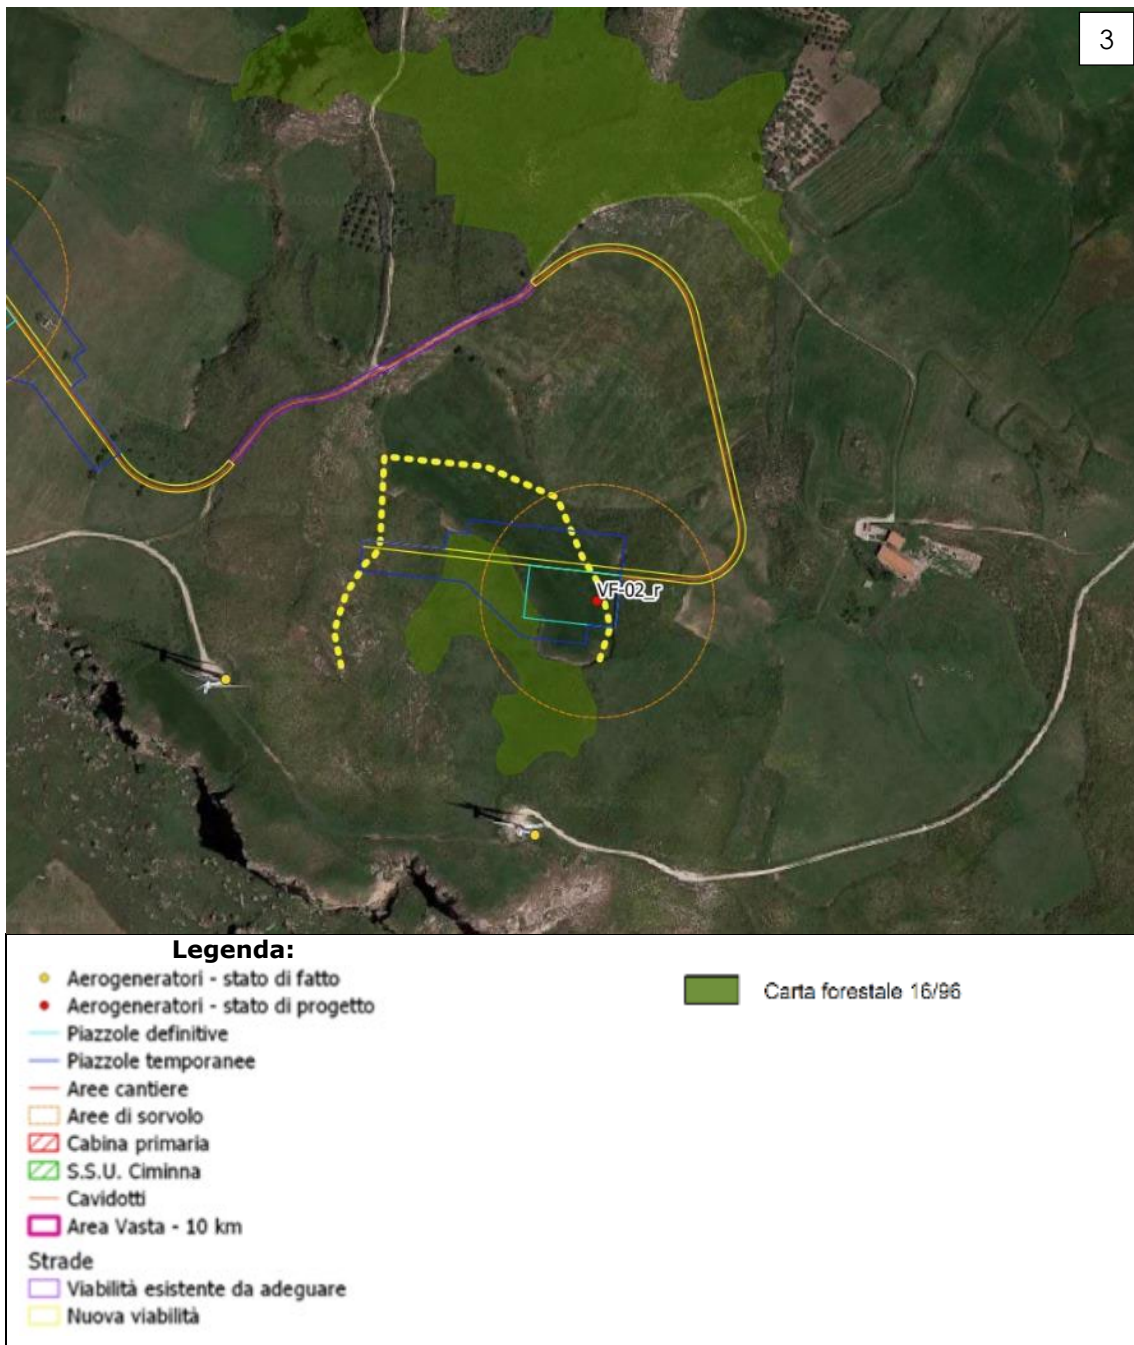 3
VF-02_r
Legenda:
Aerogeneratori - stato di fatto
Aerogeneratori - stato di progetto
Piazzole definitive
Piazzole temporanee
Aree cantiere
Aree di sorvolo
Cabina primaria
S.S.U. Ciminna
Cavidotti
Area Vasta - 10 km
Strade
Viabilità esistente da adeguare
Nuova viabilità
Carta forestale 16/96